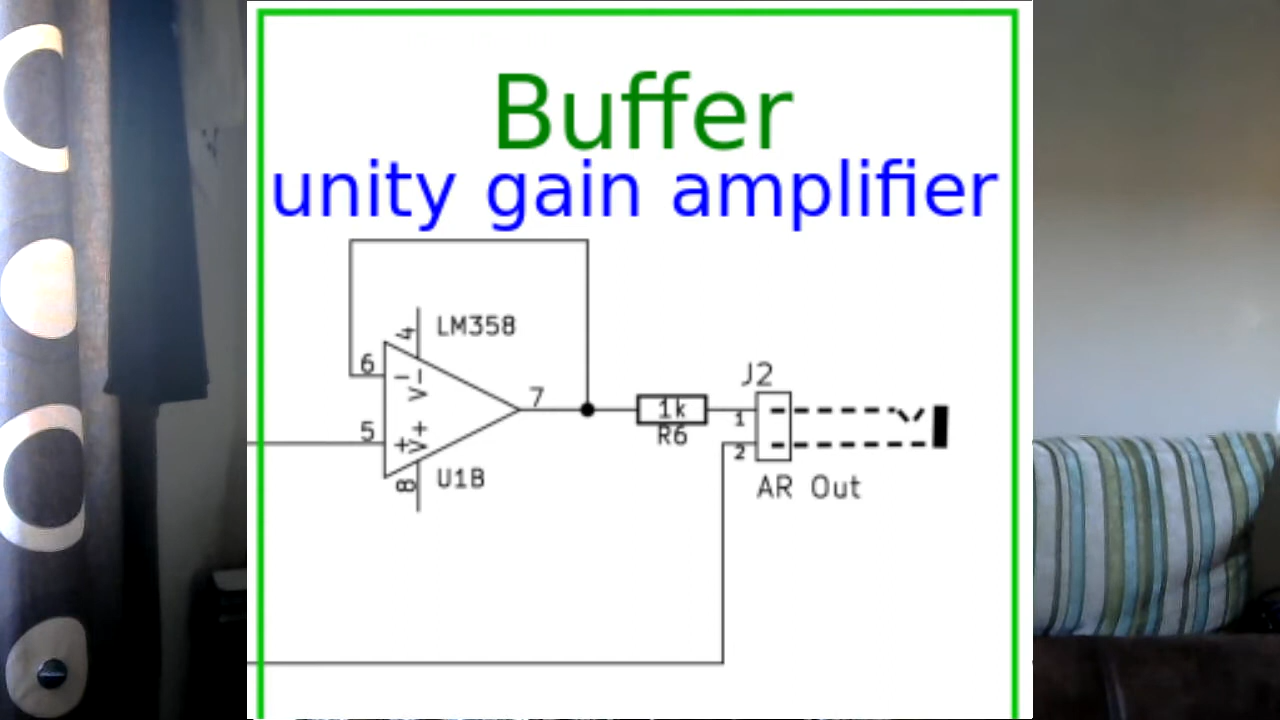 Buffer
unity gain amplifier
4
LM358
6
−
V-
7
J2
1k
1
5
+
V+
R6
2
8
U1B
AR Out